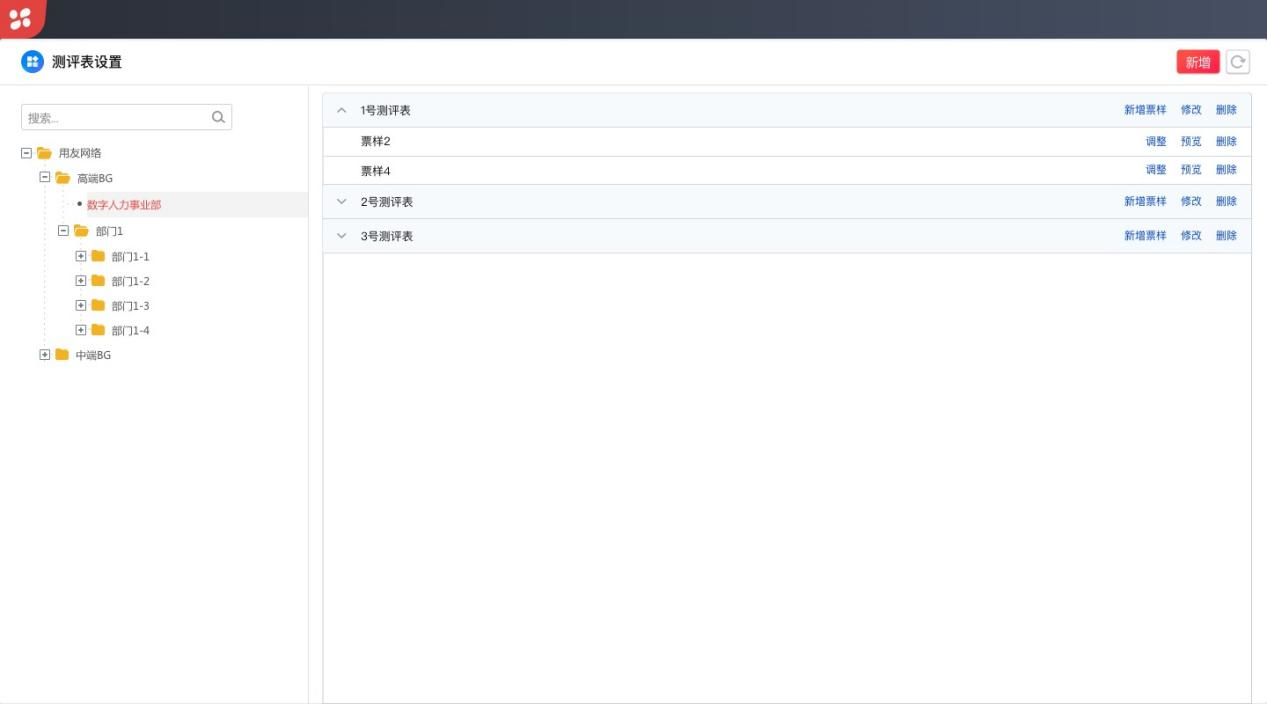 测评表设置
新增
搜索...
用友网络
高端BG
数字人力事业部
部门1
部门1-1
部门1-2
部门1-3
部门1-4
中端BG
1号测评表 新增票样 修改 删除
票样2 调整 预览 删除
票样4 调整 预览 删除
2号测评表 新增票样 修改 删除
3号测评表 新增票样 修改 删除